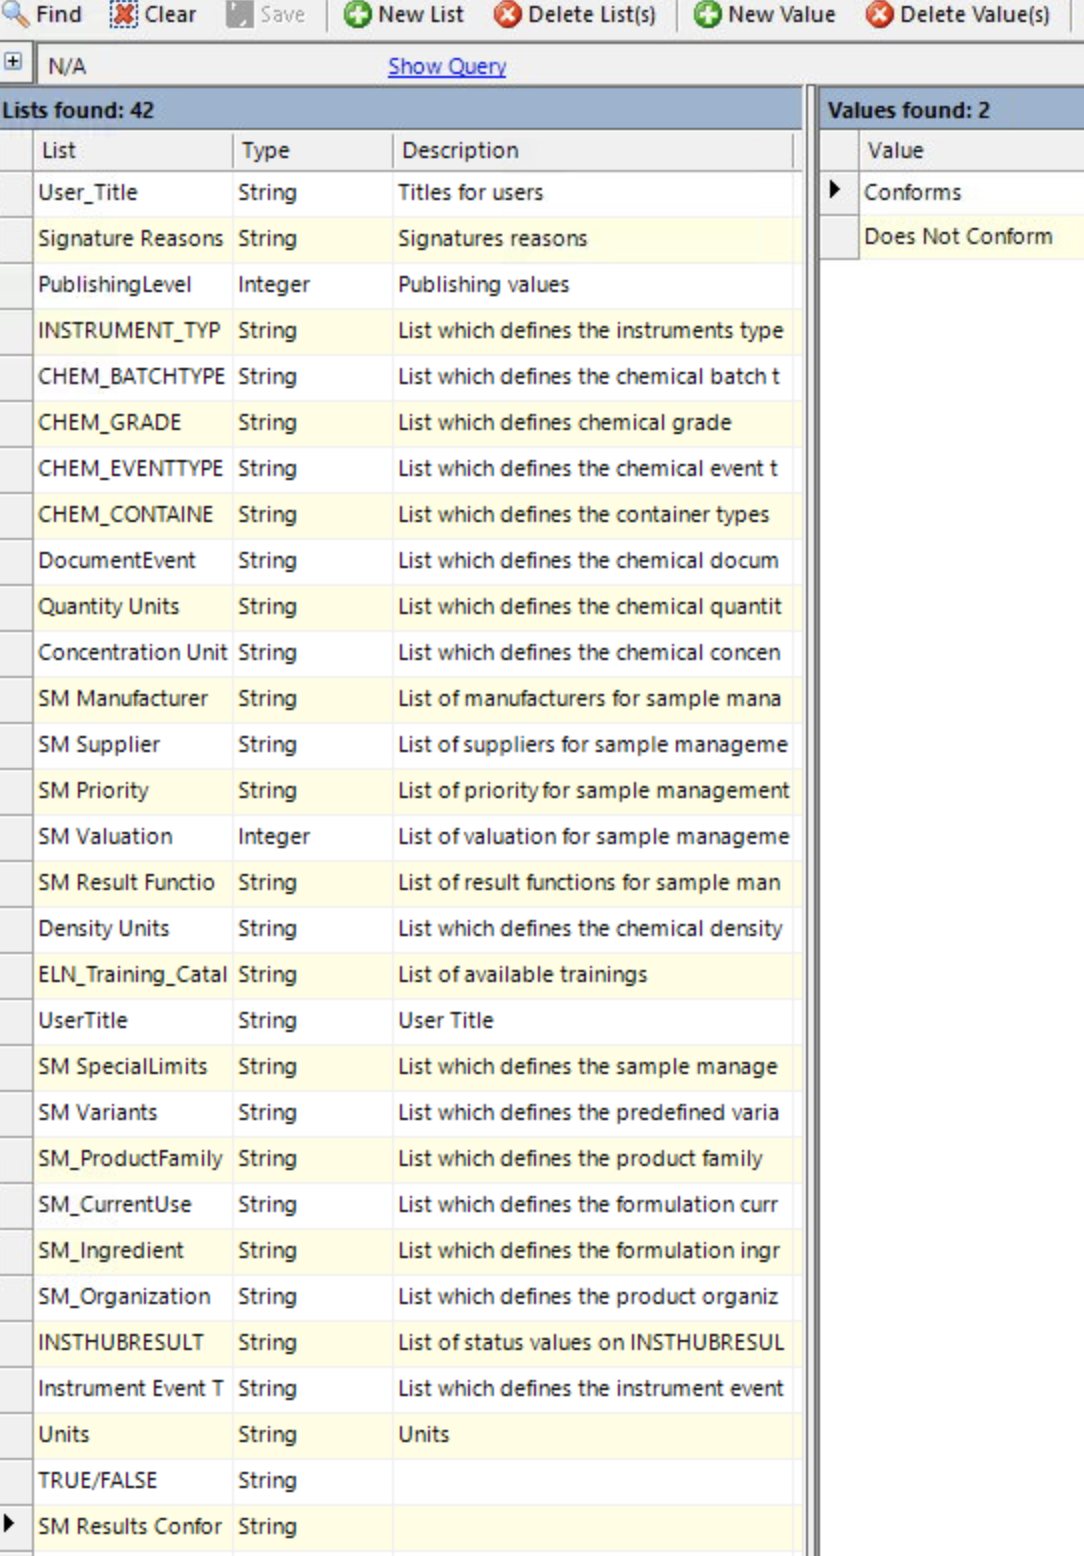 Find Clear Save New List Delete List(s) New Value Delete Value(s)
N/A Show Query
Lists found: 42 Values found: 2
List Type Description Value
User_Title String Titles for users Conforms
Signature Reasons String Signatures reasons Does Not Conform
PublishingLevel Integer Publishing values
INSTRUMENT_TYP String List which defines the instruments type
CHEM_BATCHTYPE String List which defines the chemical batch t
CHEM_GRADE String List which defines chemical grade
CHEM_EVENTTYPE String List which defines the chemical event t
CHEM_CONTAINE String List which defines the container types
DocumentEvent String List which defines the chemical docum
Quantity Units String List which defines the chemical quantit
Concentration Unit String List which defines the chemical concen
SM Manufacturer String List of manufacturers for sample mana
SM Supplier String List of suppliers for sample manageme
SM Priority String List of priority for sample management
SM Valuation Integer List of valuation for sample manageme
SM Result Functio String List of result functions for sample man
Density Units String List which defines the chemical density
ELN_Training_Catal String List of available trainings
UserTitle String User Title
SM SpecialLimits String List which defines the sample manage
SM Variants String List which defines the predefined varia
SM_ProductFamily String List which defines the product family
SM_CurrentUse String List which defines the formulation curr
SM_Ingredient String List which defines the formulation ingr
SM_Organization String List which defines the product organiz
INSTHUBRESULT String List of status values on INSTHUBRESUL
Instrument Event T String List which defines the instrument event
Units String Units
TRUE/FALSE String
SM Results Confor String